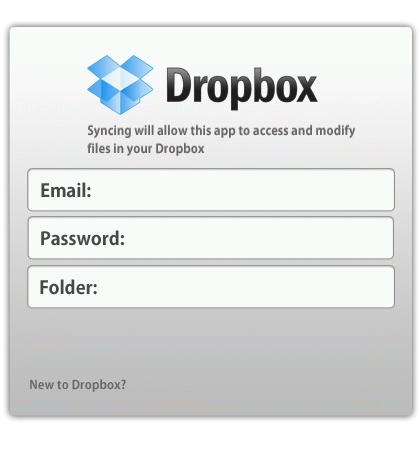 Dropbox
Syncing will allow this app to access and modify
files in your Dropbox
Email:
Password:
Folder:
New to Dropbox?